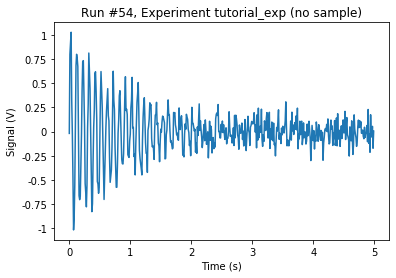 Run #54, Experiment tutorial_exp (no sample)
1
0.75
0.5
0.25
0
-0.25
-0.5
-0.75
-1
Signal (V)
0 1 2 3 4 5
Time (s)